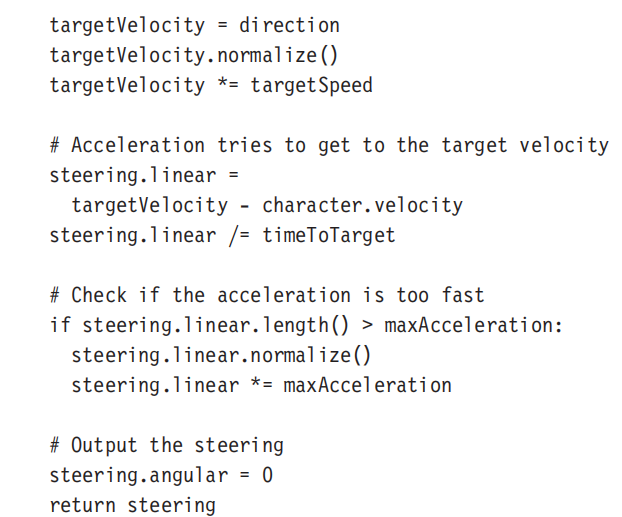 targetVelocity = direction
targetVelocity.normalize()
targetVelocity *= targetSpeed
# Acceleration tries to get to the target velocity
steering.linear =
targetVelocity - character.velocity
steering.linear /= timeToTarget
# Check if the acceleration is too fast
if steering.linear.length() > maxAcceleration:
steering.linear.normalize()
steering.linear *= maxAcceleration
# Output the steering
steering.angular = 0
return steering